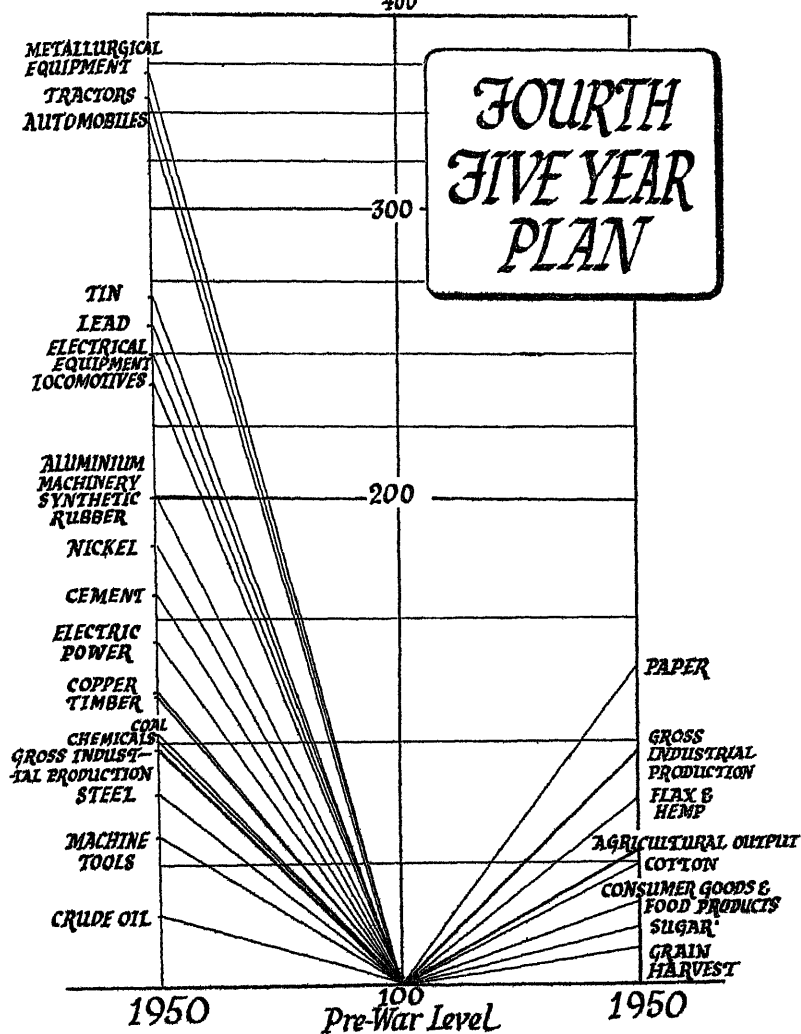 400
METALLURGICAL
EQUIPMENT
TRACTORS
AUTOMOBILES
FOURTH
FIVE YEAR
PLAN
300
TIN
LEAD
ELECTRICAL
EQUIPMENT
LOCOMOTIVES
ALUMINIUM
MACHINERY
SYNTHETIC
RUBBER
200
NICKEL
CEMENT
ELECTRIC
POWER
COPPER
TIMBER
COAL
CHEMICALS
GROSS INDUST-
-IAL PRODUCTION
STEEL
MACHINE
TOOLS
CRUDE OIL
PAPER
GROSS
INDUSTRIAL
PRODUCTION
FLAX &
HEMP
AGRICULTURAL OUTPUT
COTTON
CONSUMER GOODS &
FOOD PRODUCTS
SUGAR
GRAIN
HARVEST
1950
100
Pre-War Level
1950